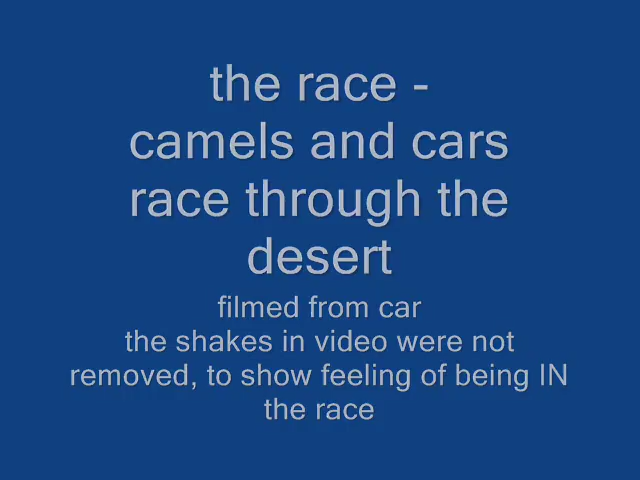 the race -
camels and cars
race through the
desert
filmed from car
the shakes in video were not
removed, to show feeling of being IN
the race